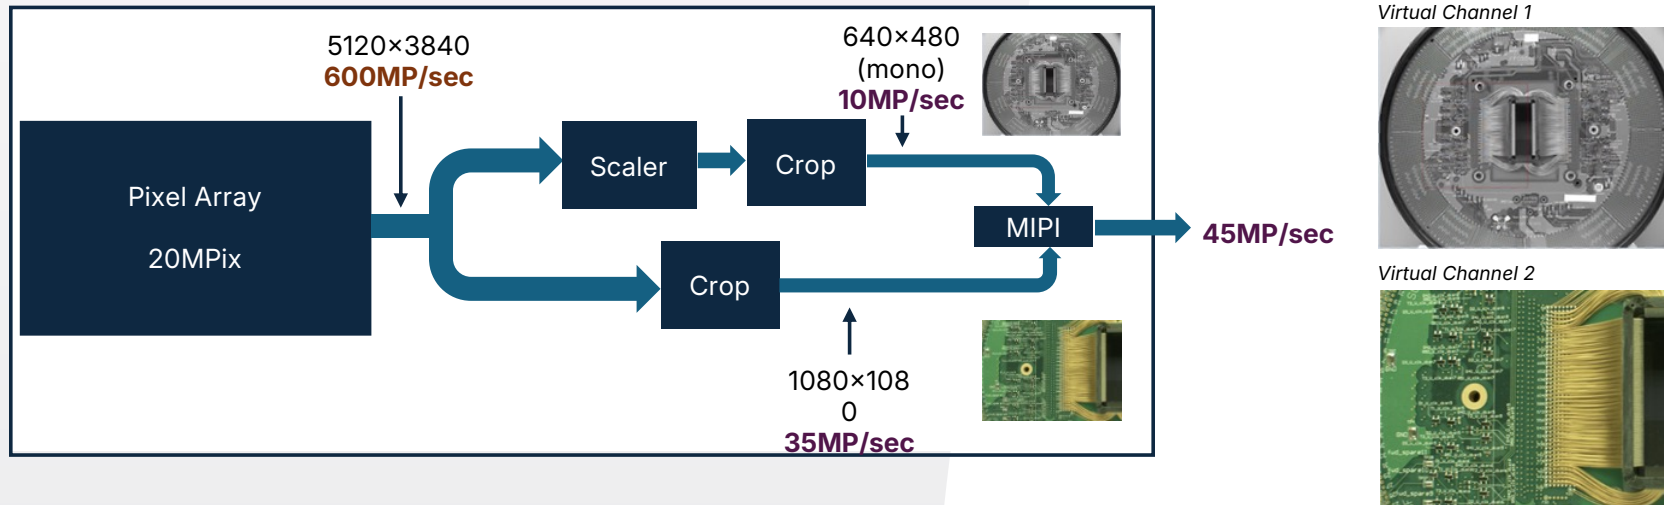 Virtual Channel 1
5120×3840
600MP/sec
640×480
(mono)
10MP/sec
Pixel Array
20MPix
Scaler
Crop
MIPI
45MP/sec
Crop
Virtual Channel 2
1080×108
0
35MP/sec